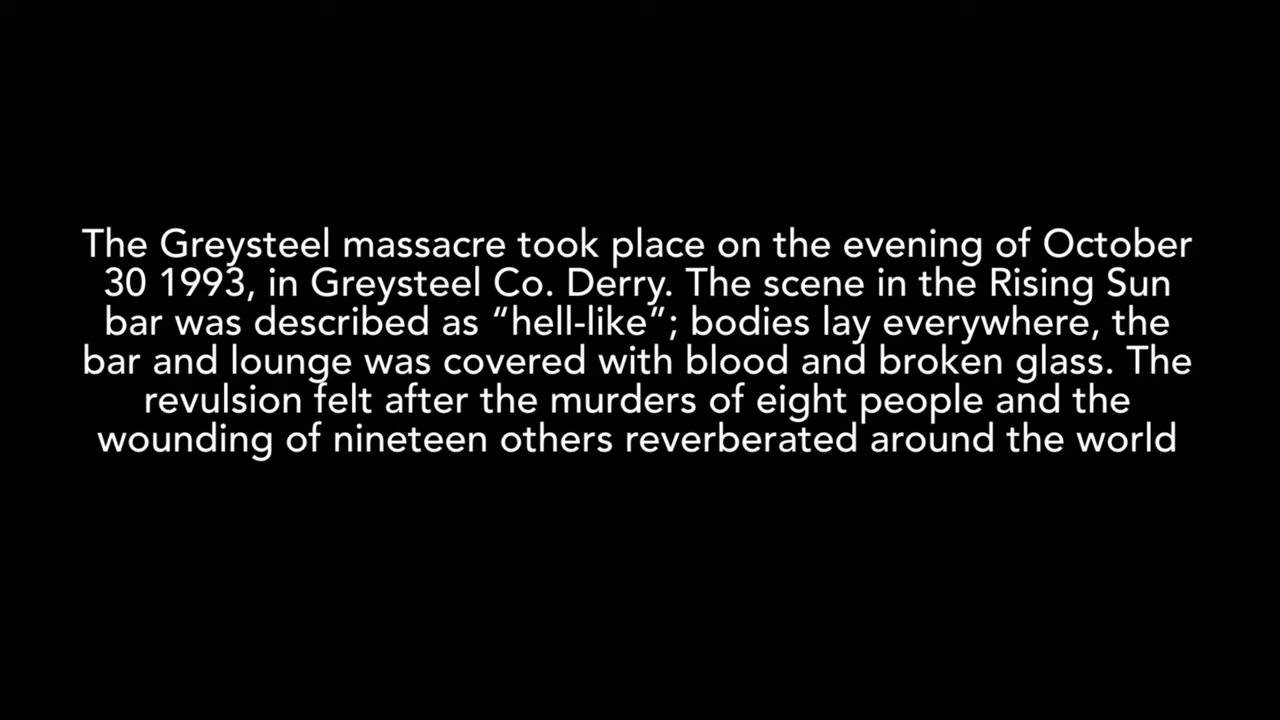 The Greysteel massacre took place on the evening of October
30 1993, in Greysteel Co. Derry. The scene in the Rising Sun
bar was described as “hell-like”; bodies lay everywhere, the
bar and lounge was covered with blood and broken glass. The
revulsion felt after the murders of eight people and the
wounding of nineteen others reverberated around the world